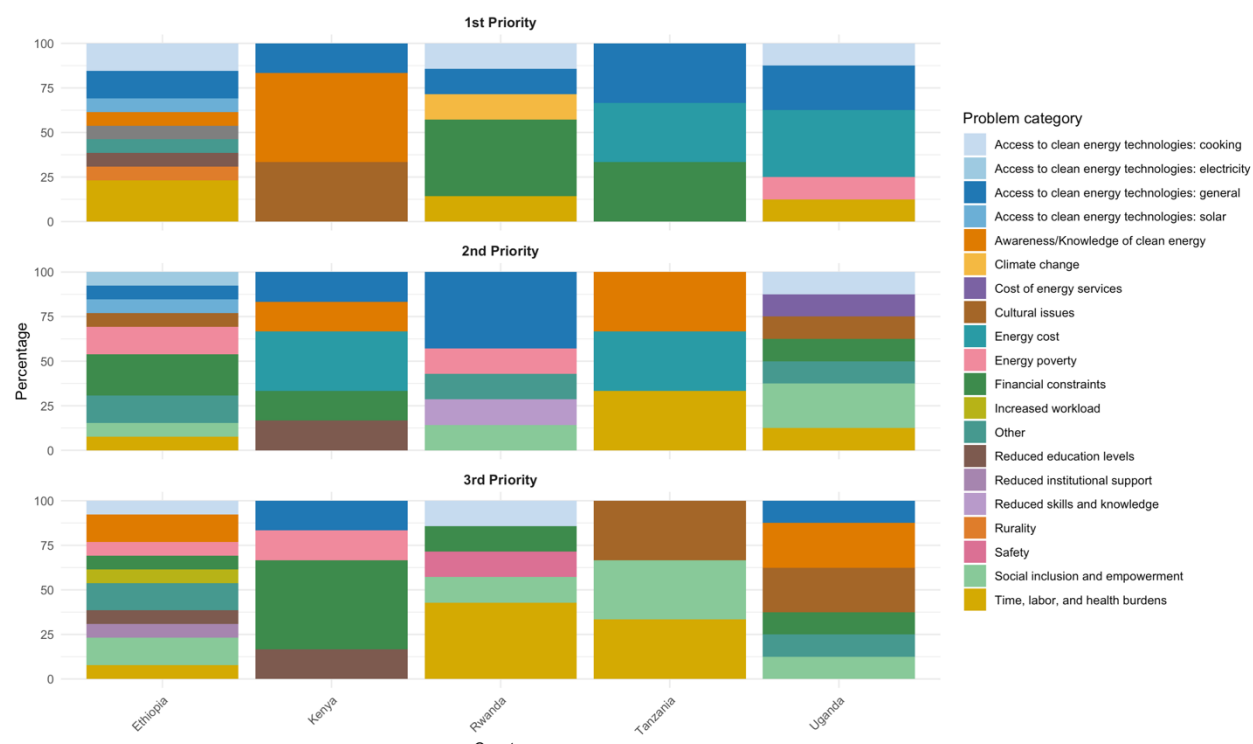 1st Priority
100
75
50
25
0
2nd Priority
100
75
50
25
0
3rd Priority
100
75
50
25
0
Percentage
Ethiopia
Kenya
Rwanda
Tanzania
Uganda
Problem category
Access to clean energy technologies: cooking
Access to clean energy technologies: electricity
Access to clean energy technologies: general
Access to clean energy technologies: solar
Awareness/Knowledge of clean energy
Climate change
Cost of energy services
Cultural issues
Energy cost
Energy poverty
Financial constraints
Increased workload
Other
Reduced education levels
Reduced institutional support
Reduced skills and knowledge
Rurality
Safety
Social inclusion and empowerment
Time, labor, and health burdens